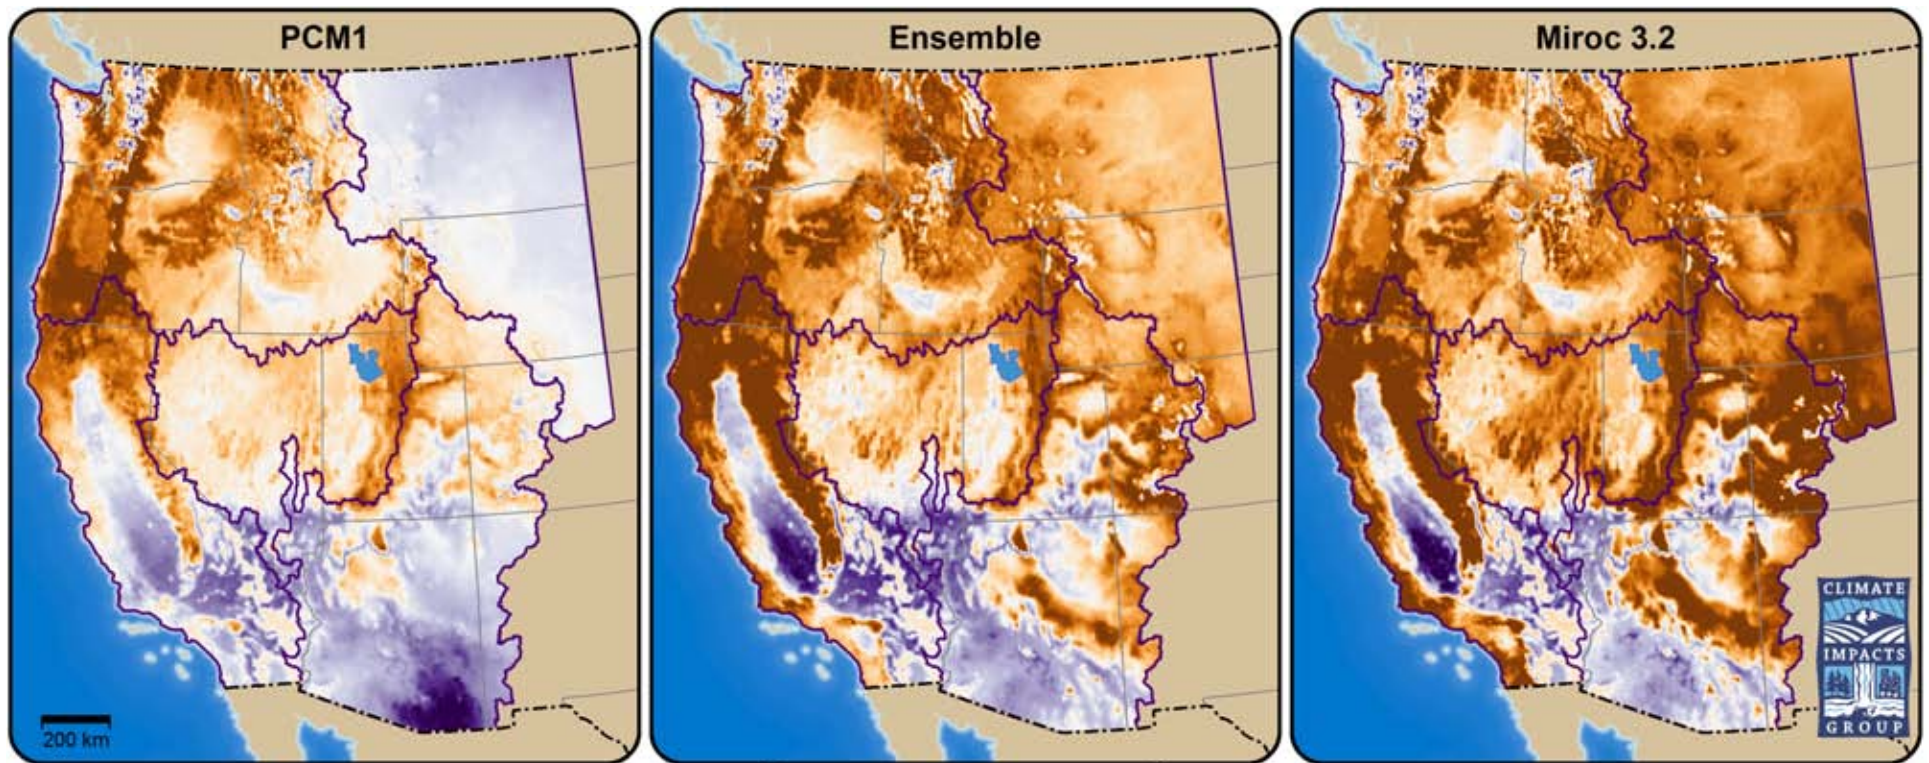 PCM1
Ensemble
Miroc 3.2
200 km
CLIMATE
IMPACTS
GROUP